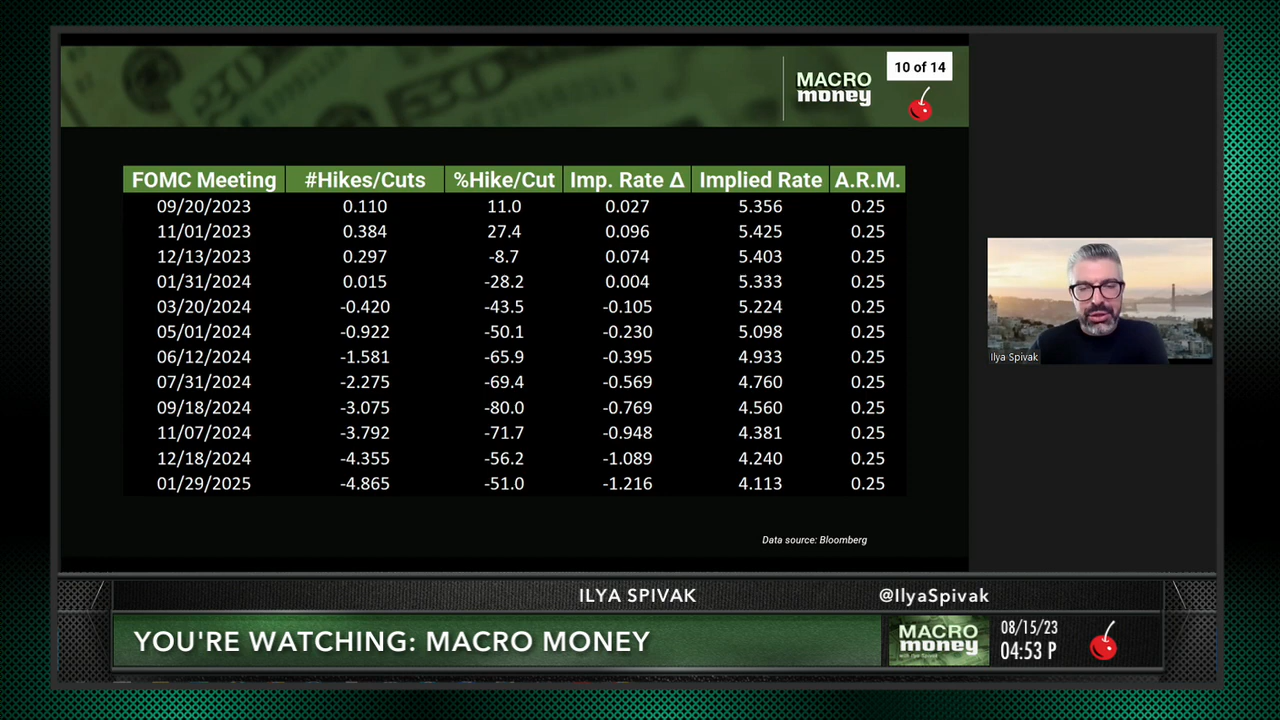 MACRO
money
10 of 14
FOMC Meeting #Hikes/Cuts %Hike/Cut Imp. Rate Δ Implied Rate A.R.M.
09/20/2023 0.110 11.0 0.027 5.356 0.25
11/01/2023 0.384 27.4 0.096 5.425 0.25
12/13/2023 0.297 -8.7 0.074 5.403 0.25
01/31/2024 0.015 -28.2 0.004 5.333 0.25
03/20/2024 -0.420 -43.5 -0.105 5.224 0.25
05/01/2024 -0.922 -50.1 -0.230 5.098 0.25
06/12/2024 -1.581 -65.9 -0.395 4.933 0.25
07/31/2024 -2.275 -69.4 -0.569 4.760 0.25
09/18/2024 -3.075 -80.0 -0.769 4.560 0.25
11/07/2024 -3.792 -71.7 -0.948 4.381 0.25
12/18/2024 -4.355 -56.2 -1.089 4.240 0.25
01/29/2025 -4.865 -51.0 -1.216 4.113 0.25
Data source: Bloomberg
Ilya Spivak
ILYA SPIVAK @IlyaSpivak
YOU'RE WATCHING: MACRO MONEY
MACRO
money
08/15/23
04:53 P